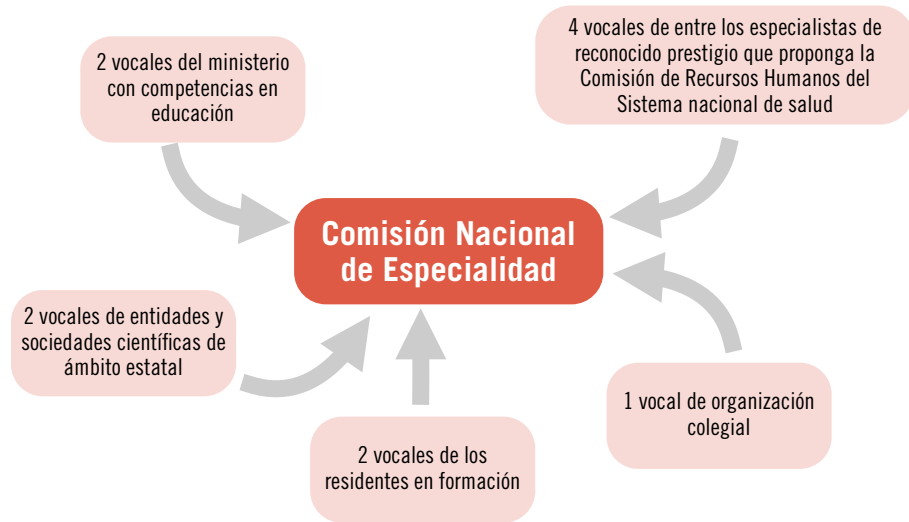 2 vocales del ministerio
con competencias en
educación
4 vocales de entre los especialistas de
reconocido prestigio que proponga la
Comisión de Recursos Humanos del
Sistema nacional de salud
Comisión Nacional
de Especialidad
2 vocales de entidades y
sociedades científicas de
ámbito estatal
2 vocales de los
residentes en formación
1 vocal de organización
colegial